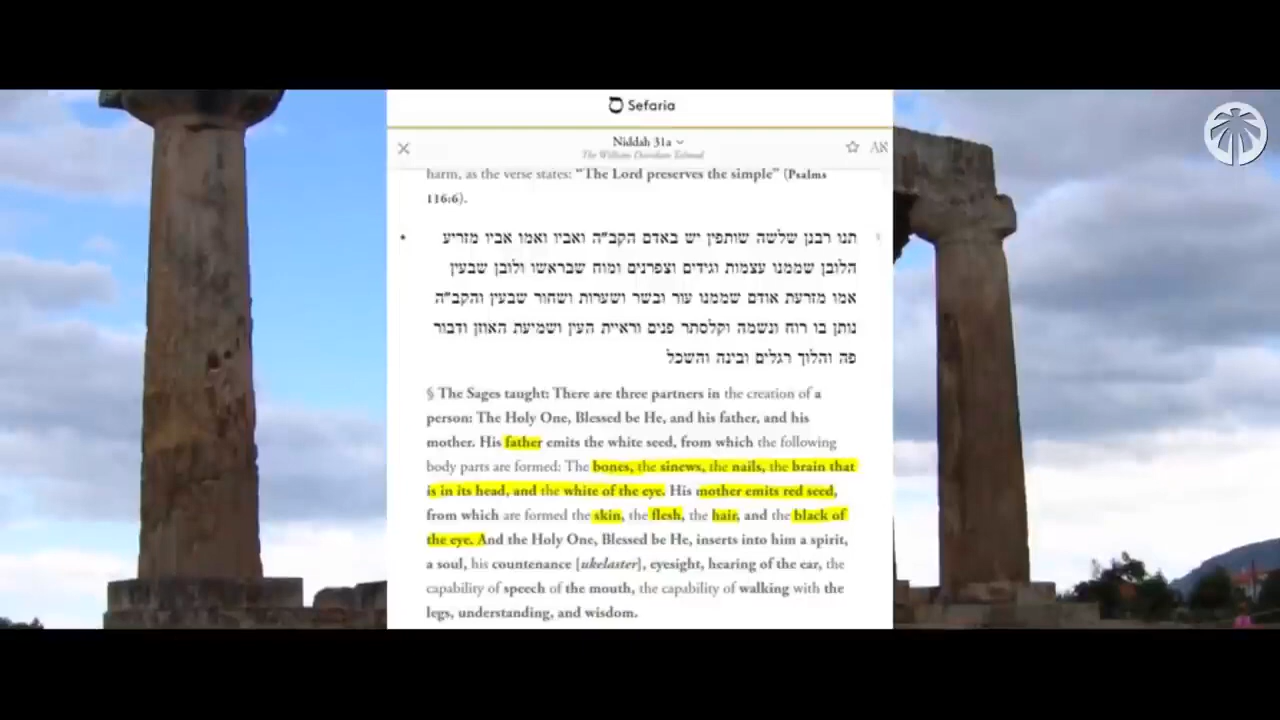 Sefaria
Niddah 31a
The William Davidson Talmud
Aא
harm, as the verse states: “The Lord preserves the simple” (Psalms
116:6).
תנו רבנן שלשה שותפין יש באדם הקב״ה ואביו ואמו אביו מזריע
הלובן שממנו עצמות וגידים וצפרנים ומוח שבראשו ולובן שבעין
אמו מזרעת אודם שממנו עור ובשר ושערות ושחור שבעין והקב״ה
נותן בו רוח ונשמה וקלסתר פנים וראיית העין ושמיעת האוזן ודבור
פה והלוך רגלים ובינה והשכל
§ The Sages taught: There are three partners in the creation of a
person: The Holy One, Blessed be He, and his father, and his
mother. His father emits the white seed, from which the following
body parts are formed: The bones, the sinews, the nails, the brain that
is in its head, and the white of the eye. His mother emits red seed,
from which are formed the skin, the flesh, the hair, and the black of
the eye. And the Holy One, Blessed be He, inserts into him a spirit,
a soul, his countenance [ukelaster], eyesight, hearing of the ear, the
capability of speech of the mouth, the capability of walking with the
legs, understanding, and wisdom.